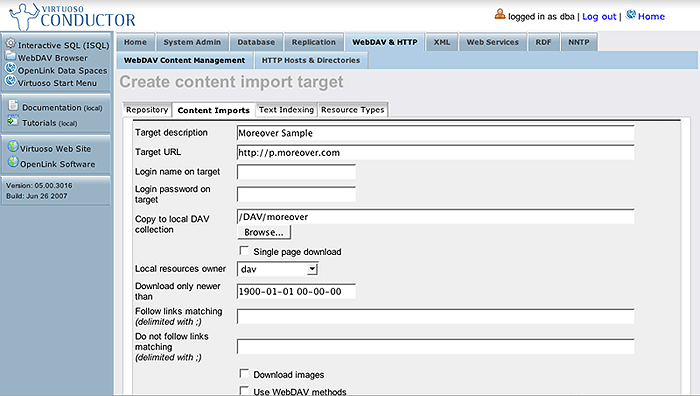 VIRTUOSO
CONDUCTOR
logged in as dba | Log out | Home
Interactive SQL (ISQL)
WebDAV Browser
OpenLink Data Spaces
Virtuoso Start Menu
Documentation (local)
Tutorials (local)
Virtuoso Web Site
OpenLink Software
Version: 05.00.3016
Build: Jun 26 2007
Home System Admin Database Replication WebDAV & HTTP XML Web Services RDF NNTP
WebDAV Content Management HTTP Hosts & Directories
Create content import target
Repository Content Imports Text Indexing Resource Types
Target description Moreover Sample
Target URL http://p.moreover.com
Login name on target
Login password on
target
Copy to local DAV
collection
/DAV/moreover
Browse...
Single page download
Local resources owner dav
Download only newer
than
1900-01-01 00-00-00
Follow links matching
(delimited with ;)
Do not follow links
matching
(delimited with ;)
Download images
Use WebDAV methods